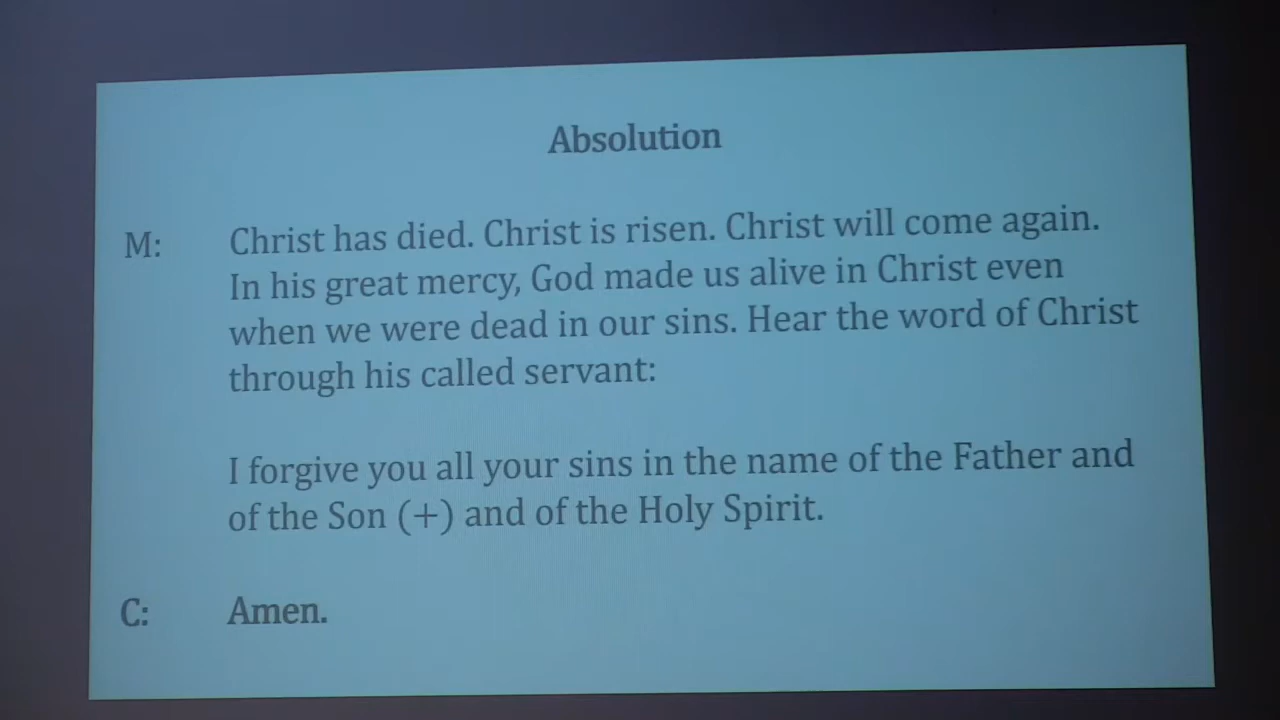 Absolution
M: Christ has died. Christ is risen. Christ will come again.
In his great mercy, God made us alive in Christ even
when we were dead in our sins. Hear the word of Christ
through his called servant:
I forgive you all your sins in the name of the Father and
of the Son (+) and of the Holy Spirit.
C: Amen.